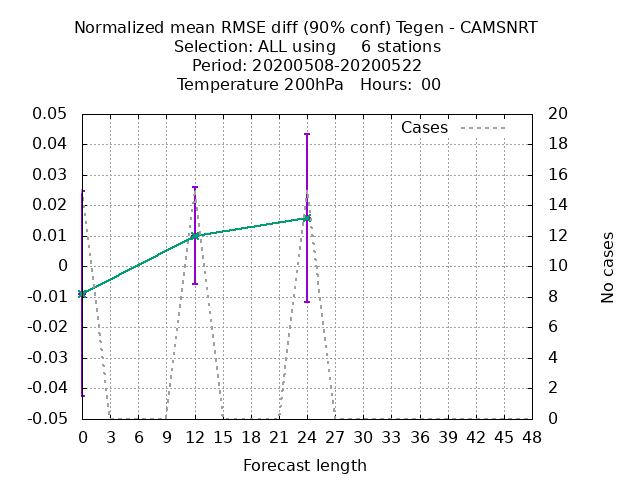 Normalized mean RMSE diff (90% conf) Tegen - CAMSNRT
Selection: ALL using 6 stations
Period: 20200508-20200522
Temperature 200hPa Hours: 00
Cases
0.05
0.04
0.03
0.02
0.01
0
-0.01
-0.02
-0.03
-0.04
-0.05
20
18
16
14
12
10
8
6
4
2
0
No cases
0 3 6 9 12 15 18 21 24 27 30 33 36 39 42 45 48
Forecast length